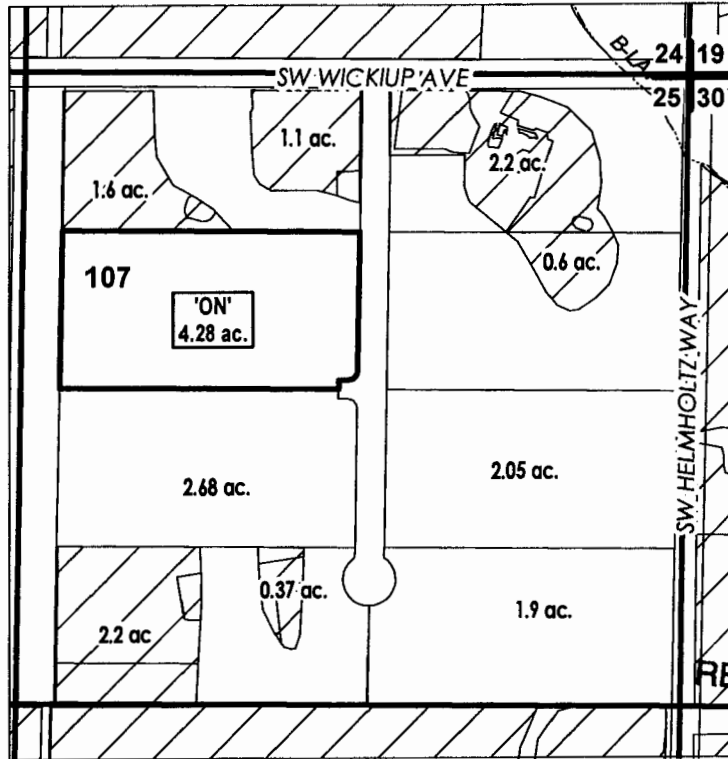 B-LA
24 19
SW WICKIUP AVE
25 30
1.1 ac.
2.2 ac.
1.6 ac.
0.6 ac.
107
'ON'
4.28 ac.
SW HELMHOLTZ WAY
2.68 ac.
2.05 ac.
0.37 ac.
2.2 ac
1.9 ac.
RE